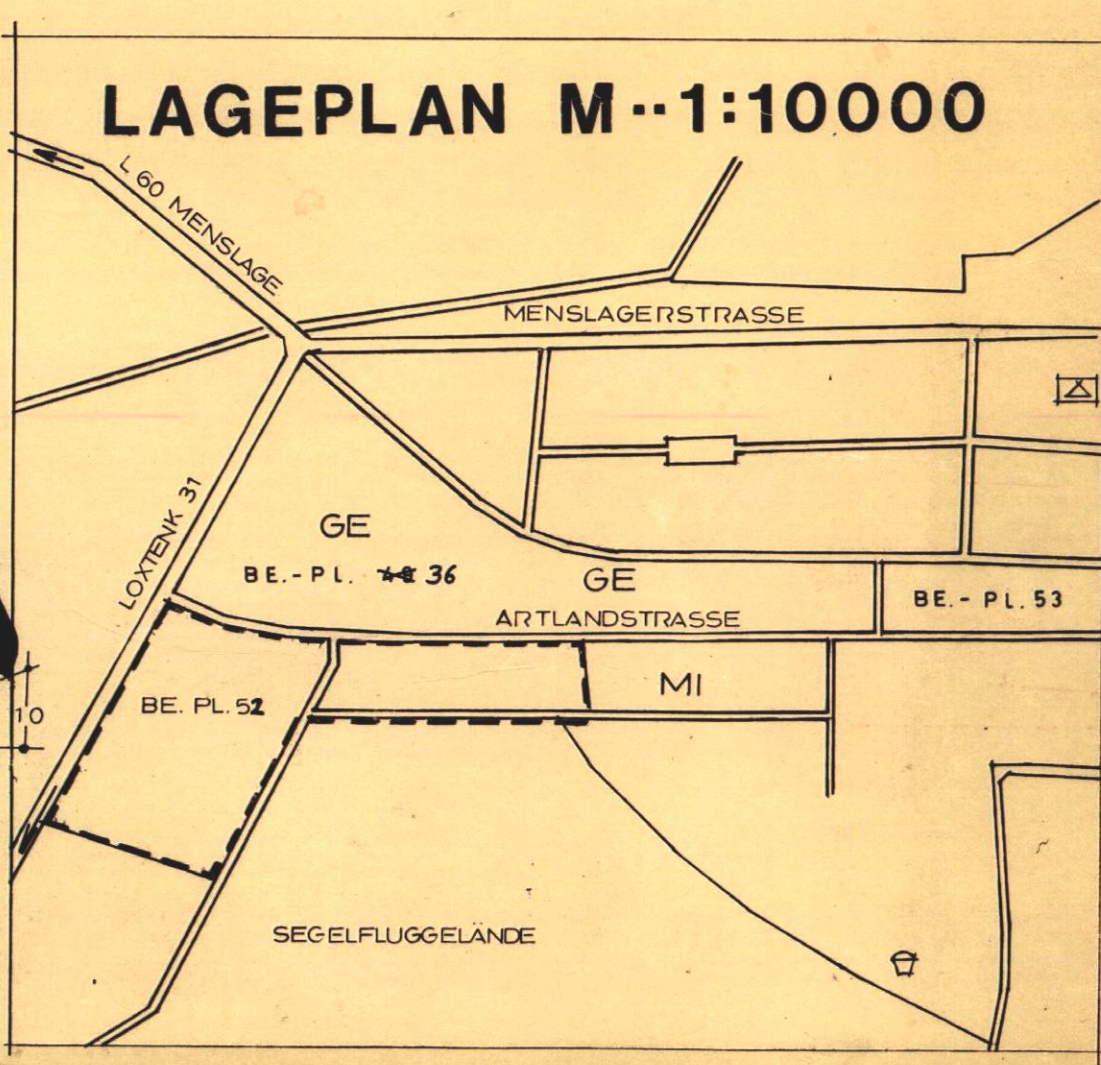 LAGEPLAN M··1:10000
L 60 MENSLAGE
MENSLAGERSTRASSE
LOXTENK 31
GE
BE.-PL. 36
GE
BE.-PL. 53
ARTLANDSTRASSE
MI
BE. PL. 52
10
SEGELFLUGGELÄNDE